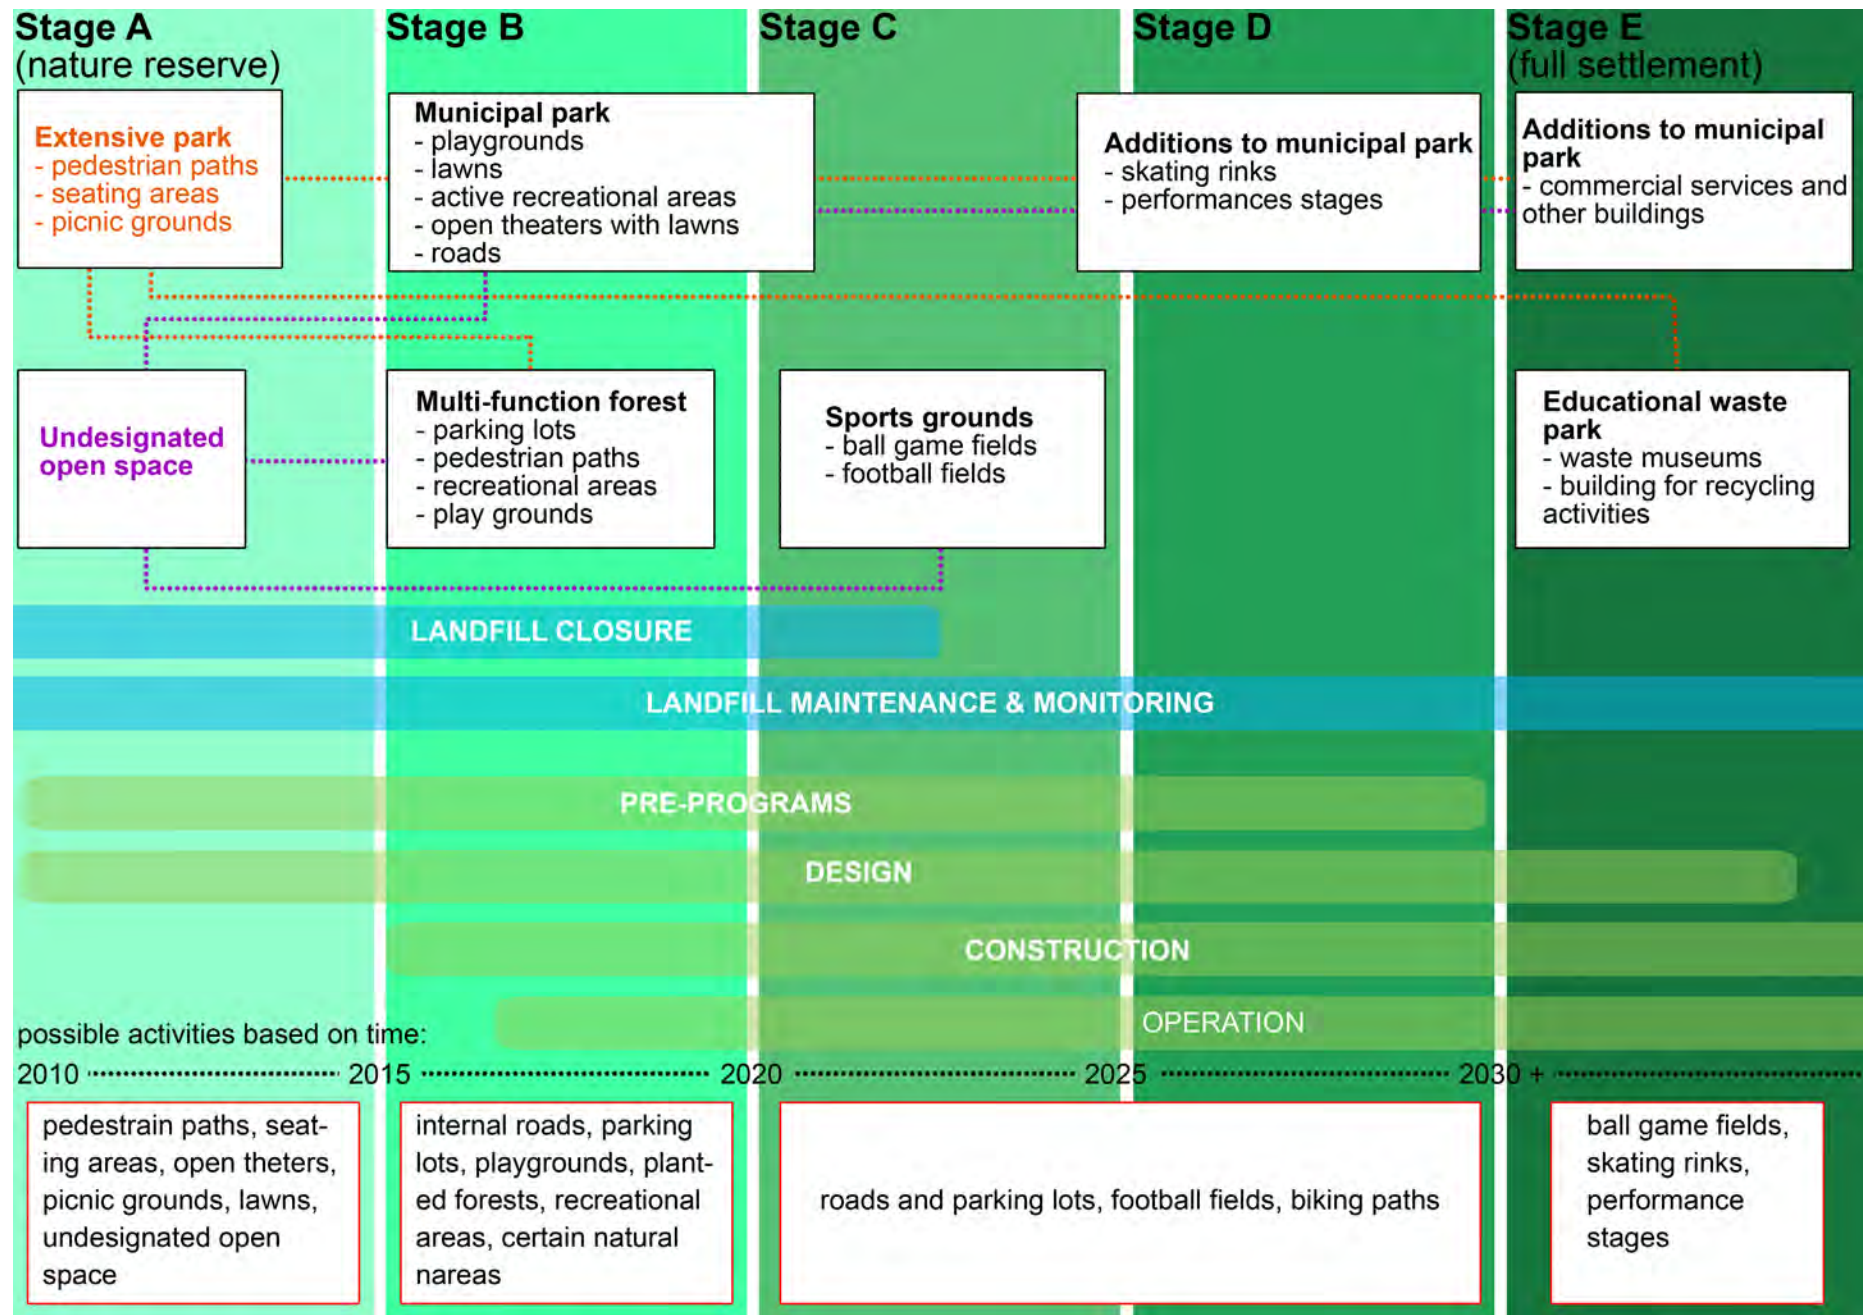 Stage A
(nature reserve)
Stage B
Stage C
Stage D
Stage E
(full settlement)
Extensive park
- pedestrian paths
- seating areas
- picnic grounds
Municipal park
- playgrounds
- lawns
- active recreational areas
- open theaters with lawns
- roads
Additions to municipal park
- skating rinks
- performances stages
Additions to municipal
park
- commercial services and
other buildings
Undesignated
open space
Multi-function forest
- parking lots
- pedestrian paths
- recreational areas
- play grounds
Sports grounds
- ball game fields
- football fields
Educational waste
park
- waste museums
- building for recycling
activities
LANDFILL CLOSURE
LANDFILL MAINTENANCE & MONITORING
PRE-PROGRAMS
DESIGN
CONSTRUCTION
OPERATION
possible activities based on time:
2010 2015 2020 2025 2030 +
pedestrain paths, seat-
ing areas, open theters,
picnic grounds, lawns,
undesignated open
space
internal roads, parking
lots, playgrounds, plant-
ed forests, recreational
areas, certain natural
nareas
roads and parking lots, football fields, biking paths
ball game fields,
skating rinks,
performance
stages